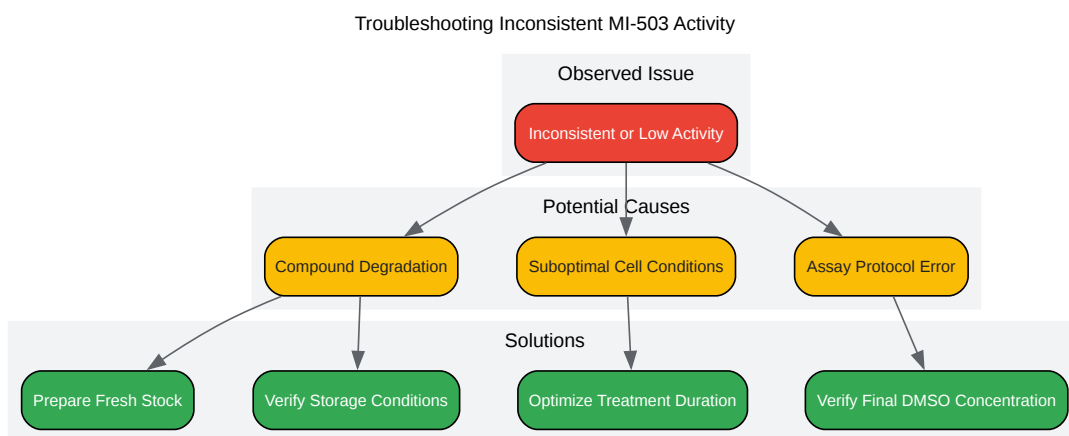 Troubleshooting Inconsistent MI-503 Activity
Observed Issue
Inconsistent or Low Activity
Potential Causes
Compound Degradation
Suboptimal Cell Conditions
Assay Protocol Error
Solutions
Prepare Fresh Stock
Verify Storage Conditions
Optimize Treatment Duration
Verify Final DMSO Concentration